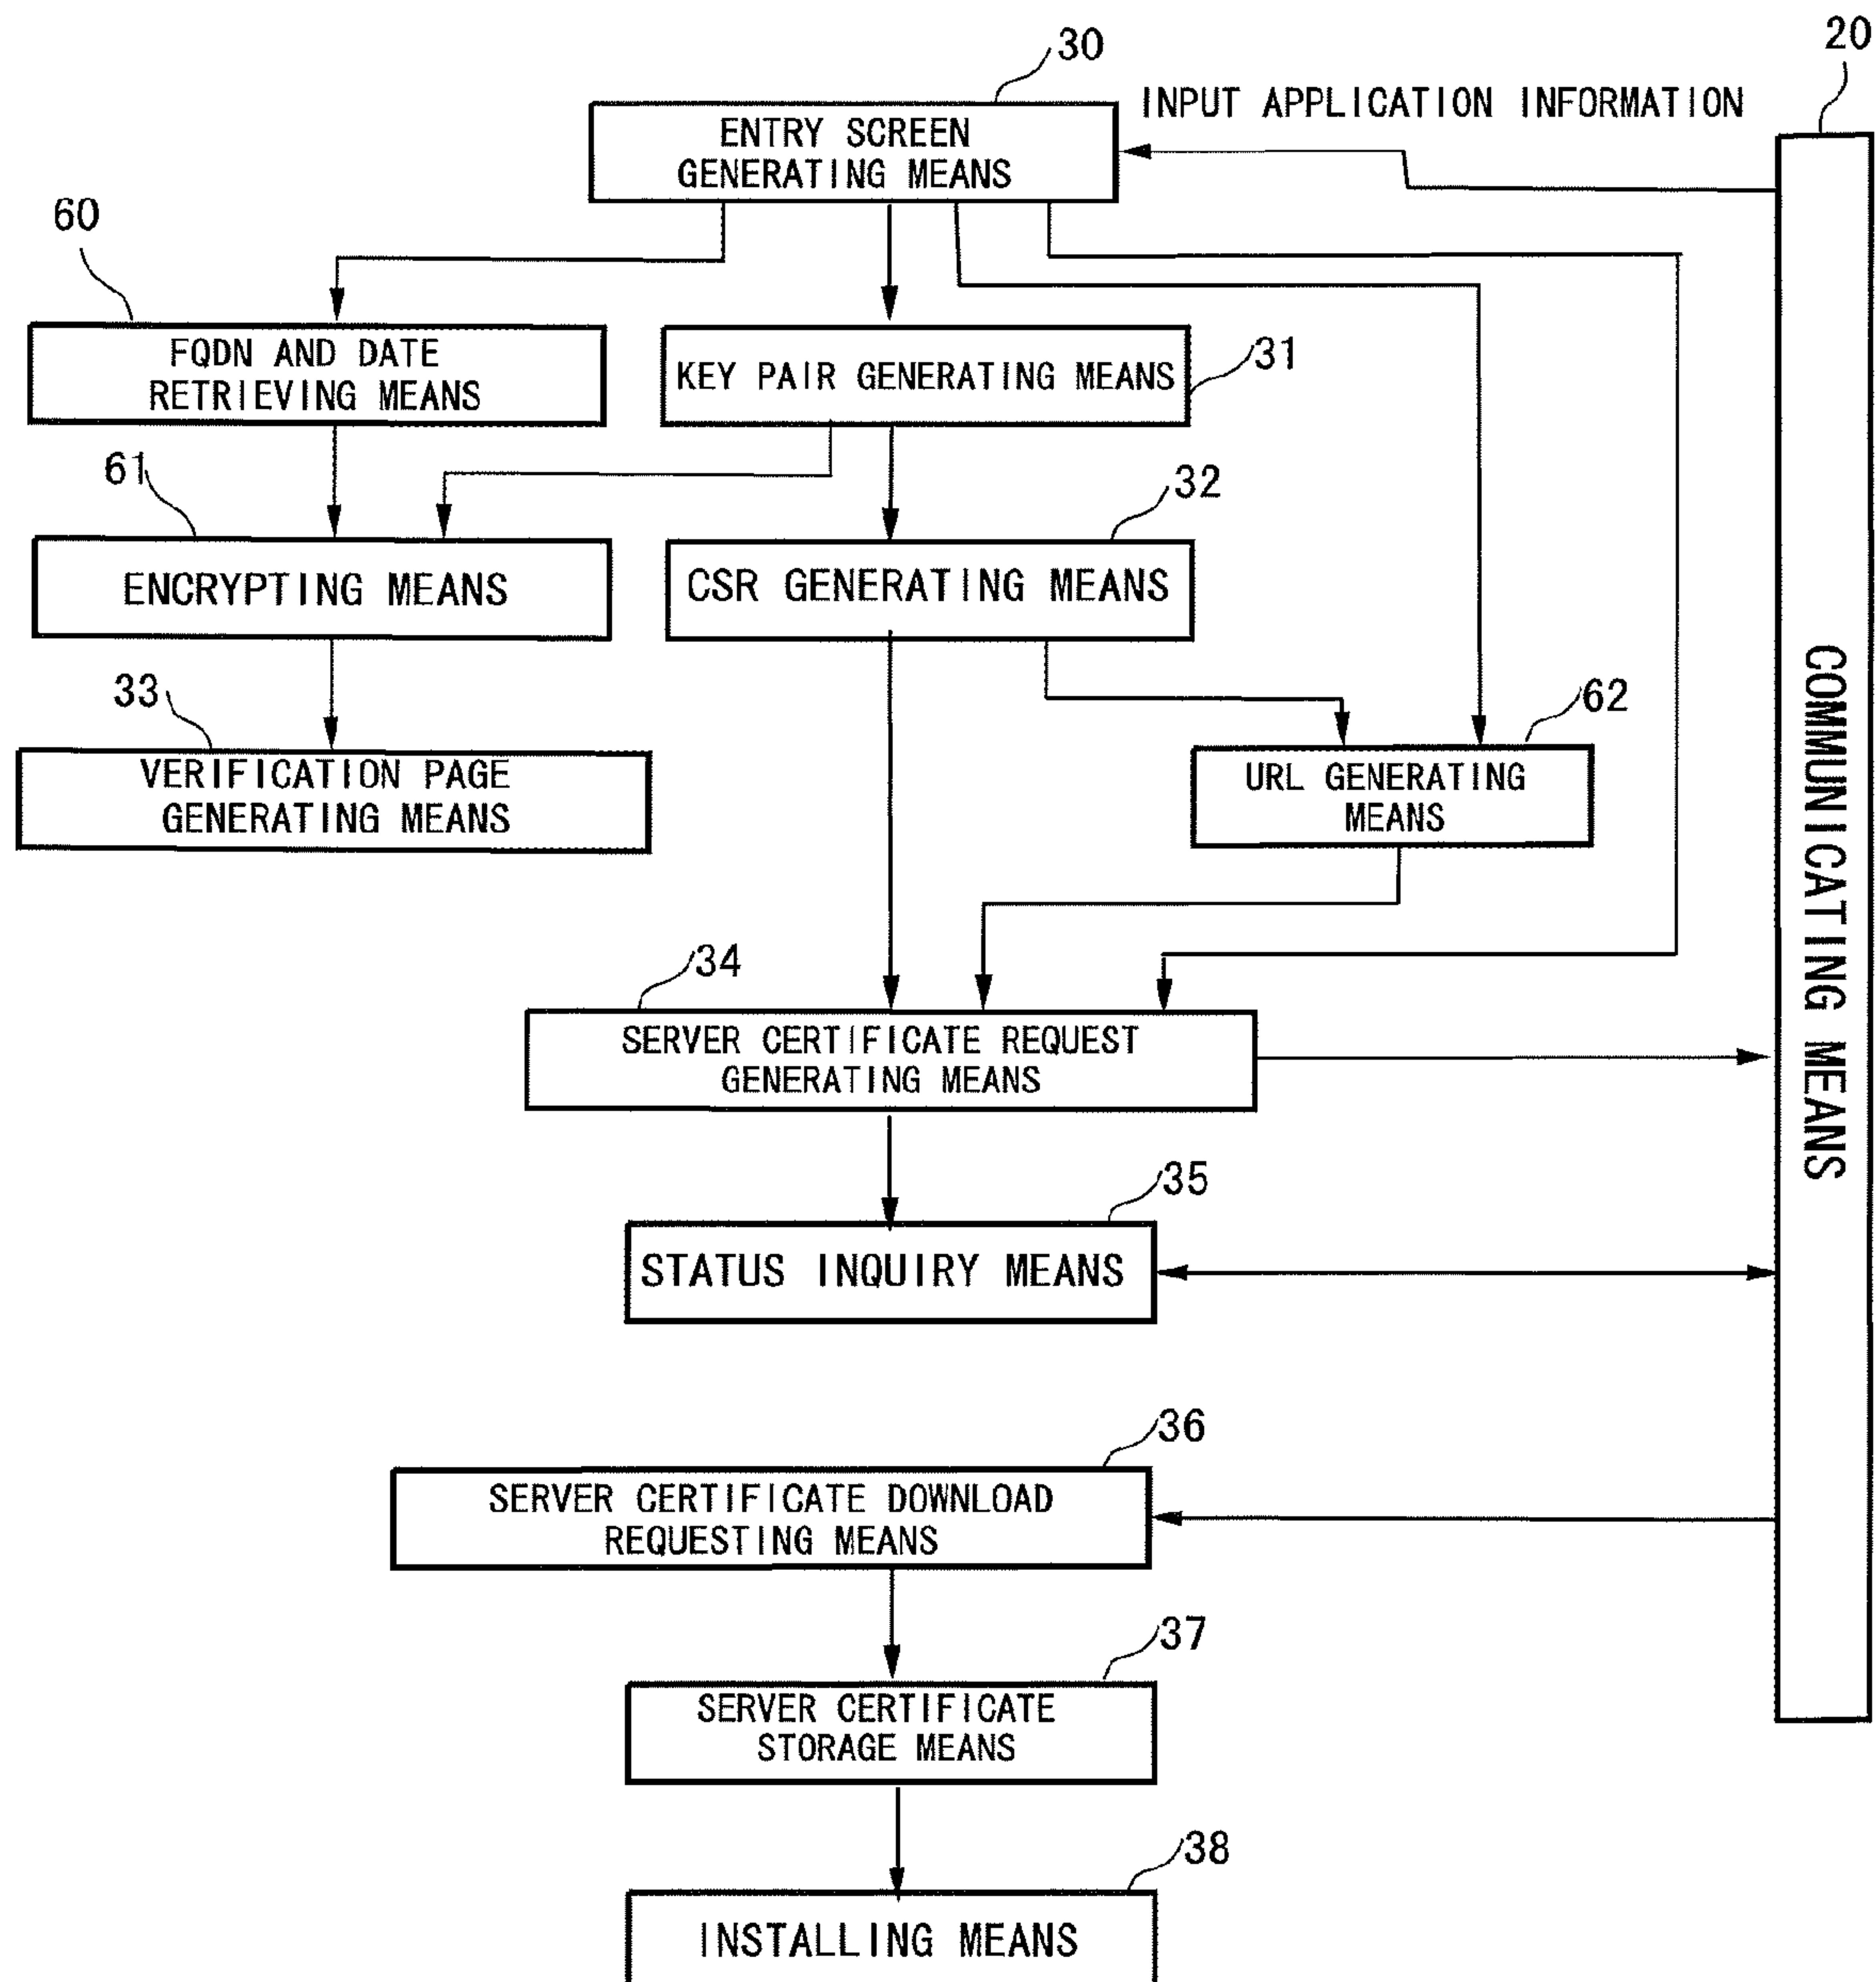 20
30
INPUT APPLICATION INFORMATION
ENTRY SCREEN
GENERATING MEANS
60
FQDN AND DATE
RETRIEVING MEANS
KEY PAIR GENERATING MEANS
31
61
ENCRYPTING MEANS
32
CSR GENERATING MEANS
33
VERIFICATION PAGE
GENERATING MEANS
62
URL GENERATING
MEANS
COMMUNICATING MEANS
34
SERVER CERTIFICATE REQUEST
GENERATING MEANS
35
STATUS INQUIRY MEANS
36
SERVER CERTIFICATE DOWNLOAD
REQUESTING MEANS
37
SERVER CERTIFICATE
STORAGE MEANS
38
INSTALLING MEANS